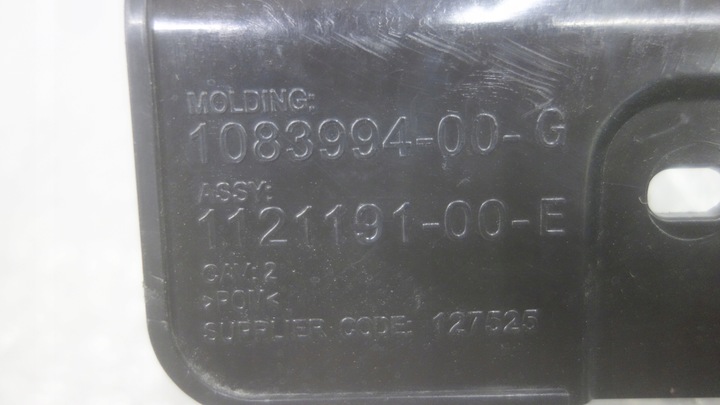 MOLDING:
1083994-00-G
ASSY:
1121191-00-E
CAV: 2
>POM<
SUPPLIER CODE: 127525